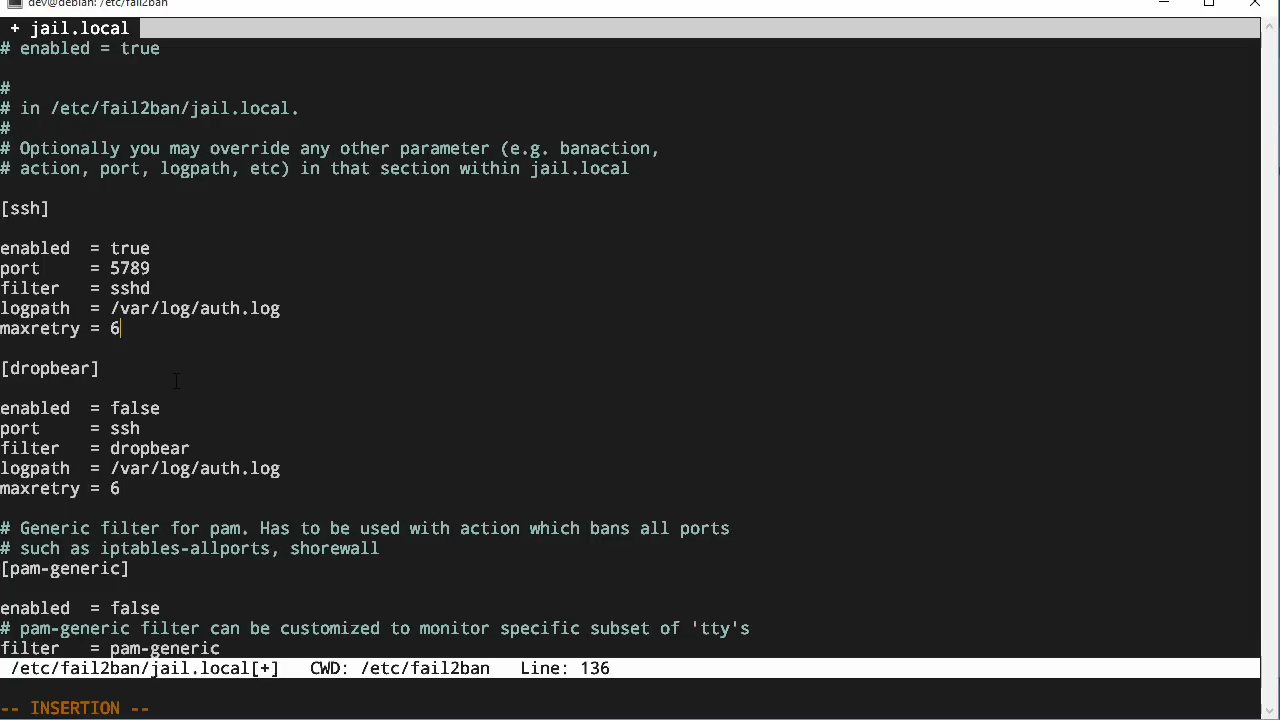 dev@debian: /etc/fail2ban
+ jail.local
# enabled = true
#
# in /etc/fail2ban/jail.local.
#
# Optionally you may override any other parameter (e.g. banaction,
# action, port, logpath, etc) in that section within jail.local
[ssh]
enabled  = true
port     = 5789
filter   = sshd
logpath  = /var/log/auth.log
maxretry = 6
[dropbear]
enabled  = false
port     = ssh
filter   = dropbear
logpath  = /var/log/auth.log
maxretry = 6
# Generic filter for pam. Has to be used with action which bans all ports
# such as iptables-allports, shorewall
[pam-generic]
enabled  = false
# pam-generic filter can be customized to monitor specific subset of 'tty's
filter   = pam-generic
/etc/fail2ban/jail.local[+]   CWD: /etc/fail2ban   Line: 136
-- INSERTION --